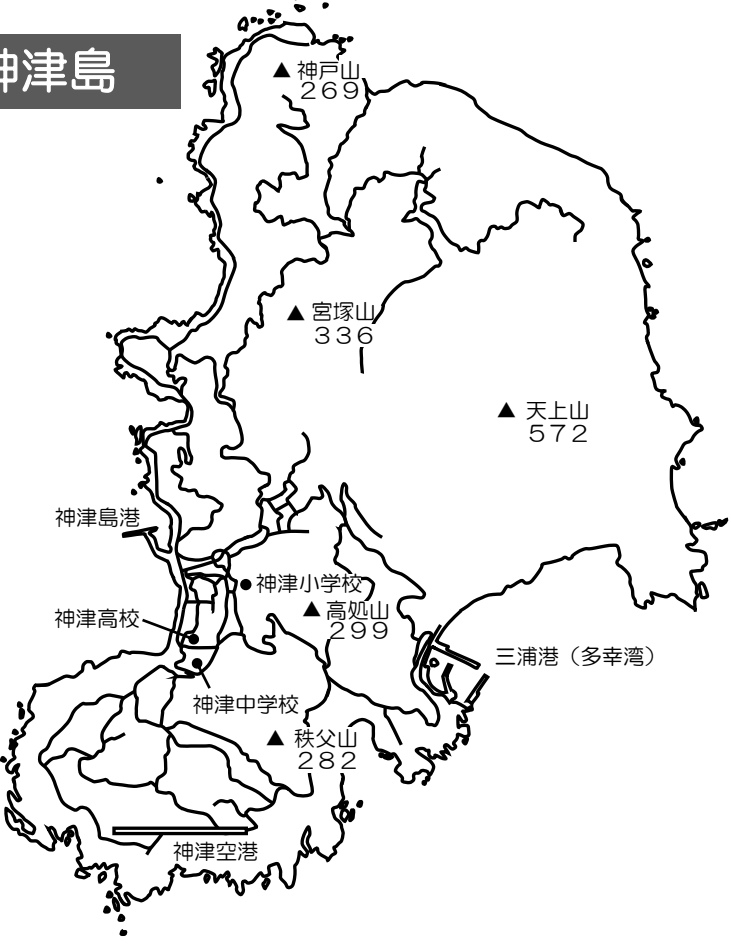 神津島
神戸山
２６９
宮塚山
３３６
天上山
５７２
神津島港
神津小学校
高処山
２９９
神津高校
三浦港（多幸湾）
神津中学校
秩父山
２８２
神津空港